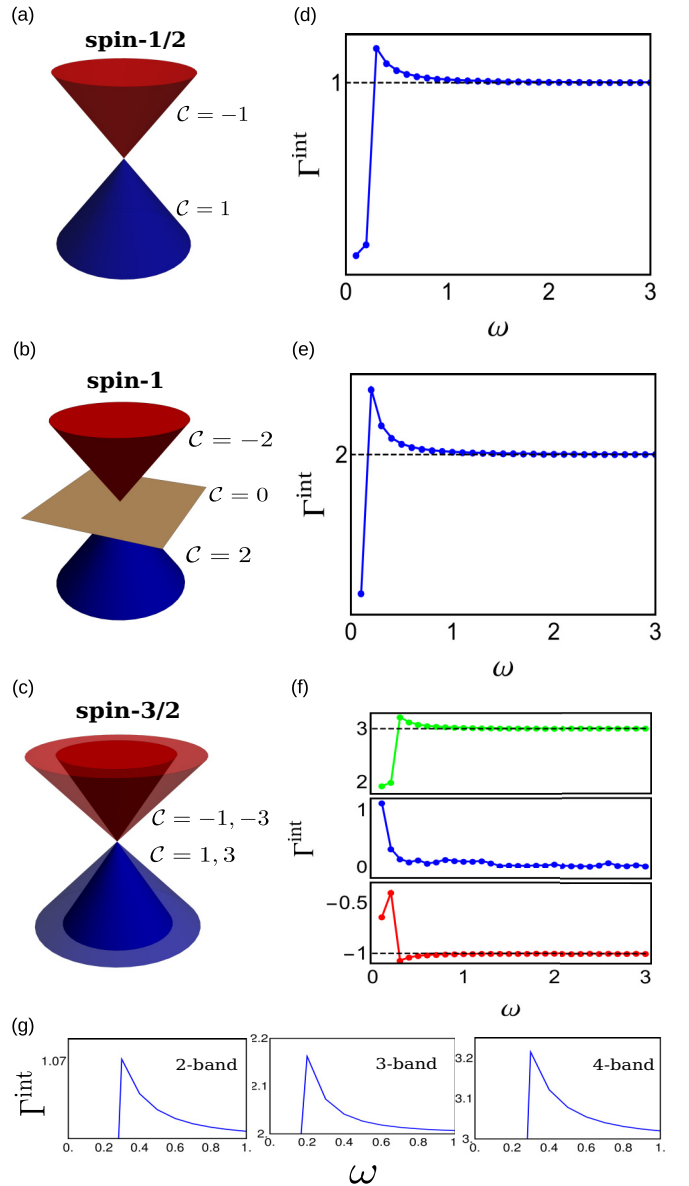 (a)
spin-1/2
𝒞 = −1
𝒞 = 1
(d)
1
Γ^int
0 1 2 3
ω
(b)
spin-1
𝒞 = −2
𝒞 = 0
𝒞 = 2
(e)
2
Γ^int
0 1 2 3
ω
(c)
spin-3/2
𝒞 = −1, −3
𝒞 = 1, 3
(f)
3
2
1
0
−0.5
−1
Γ^int
0 1 2 3
ω
(g)
Γ^int
1.07
2-band
0. 0.2 0.4 0.6 0.8 1.
2.2
2.1
2.
3-band
0. 0.2 0.4 0.6 0.8 1.
3.2
3.1
3.
4-band
0. 0.2 0.4 0.6 0.8 1.
ω